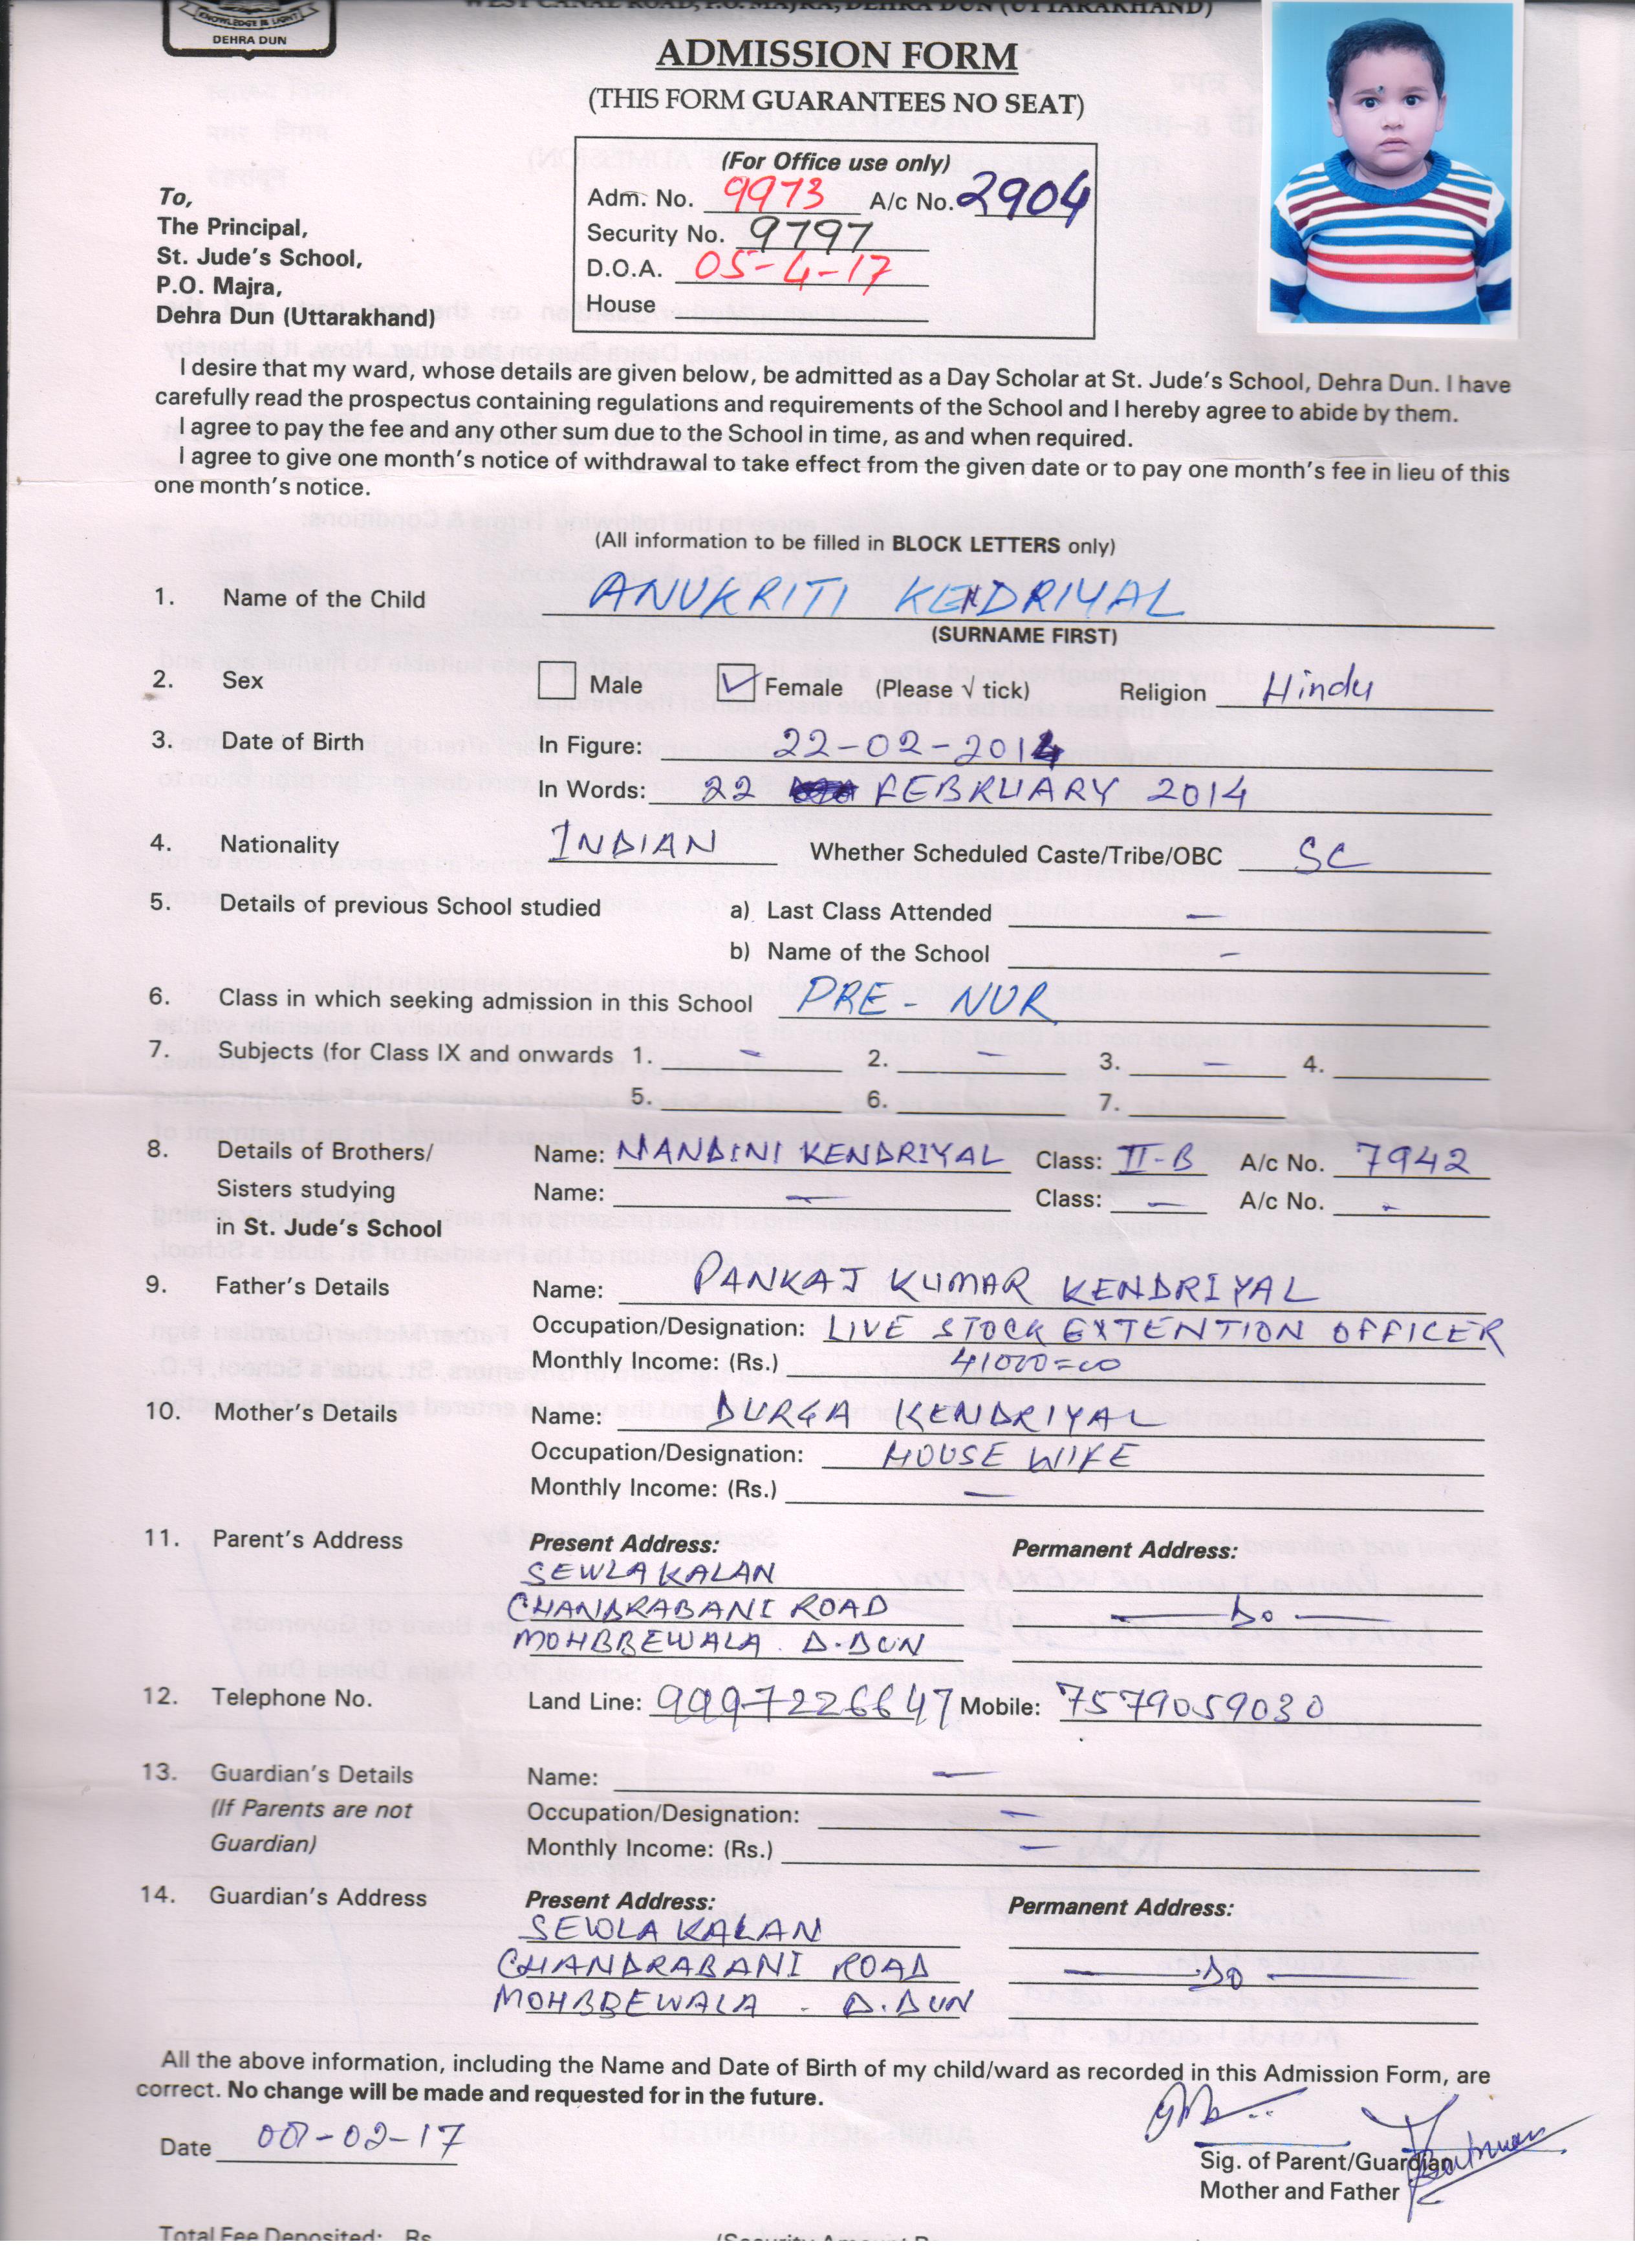 KNOWLEDGE IS LIGHT
DEHRA DUN
WEST CANAL ROAD, P.O. MAJRA, DEHRA DUN (UTTARAKHAND)
ADMISSION FORM
(THIS FORM GUARANTEES NO SEAT)
(For Office use only)
Adm. No. 9973 A/c No. 2904
Security No. 9797
D.O.A. 05-4-17
House
To,
The Principal,
St. Jude's School,
P.O. Majra,
Dehra Dun (Uttarakhand)
I desire that my ward, whose details are given below, be admitted as a Day Scholar at St. Jude's School, Dehra Dun. I have
carefully read the prospectus containing regulations and requirements of the School and I hereby agree to abide by them.
I agree to pay the fee and any other sum due to the School in time, as and when required.
I agree to give one month's notice of withdrawal to take effect from the given date or to pay one month's fee in lieu of this
one month's notice.
(All information to be filled in BLOCK LETTERS only)
1. Name of the Child ANUKRITI KENDRIYAL
(SURNAME FIRST)
2. Sex Male Female (Please √ tick) Religion Hindu
3. Date of Birth In Figure: 22-02-2014
In Words: 22 FEBRUARY 2014
4. Nationality INDIAN Whether Scheduled Caste/Tribe/OBC SC
5. Details of previous School studied a) Last Class Attended —
b) Name of the School –
6. Class in which seeking admission in this School PRE - NUR
7. Subjects (for Class IX and onwards 1. – 2. – 3. – 4.
5. 6. 7.
8. Details of Brothers/ Name: NANDINI KENDRIYAL Class: II-B A/c No. 7942
Sisters studying Name: — Class: — A/c No. -
in St. Jude's School
9. Father's Details Name: PANKAJ KUMAR KENDRIYAL
Occupation/Designation: LIVE STOCK EXTENTION OFFICER
Monthly Income: (Rs.) 41000=00
10. Mother's Details Name: DURGA KENDRIYAL
Occupation/Designation: HOUSE WIFE
Monthly Income: (Rs.) —
11. Parent's Address Present Address: Permanent Address:
SEWLA KALAN
CHANDRABANI ROAD — Do —
MOHBBEWALA . D.DUN
12. Telephone No. Land Line: 9997226647 Mobile: 7579059030
13. Guardian's Details Name: —
(If Parents are not Occupation/Designation: —
Guardian) Monthly Income: (Rs.) —
14. Guardian's Address Present Address: Permanent Address:
SEWLA KALAN
CHANDRABANI ROAD — Do —
MOHBBEWALA - D.DUN
All the above information, including the Name and Date of Birth of my child/ward as recorded in this Admission Form, are
correct. No change will be made and requested for in the future.
Date -02-17
Sig. of Parent/Guardian
Mother and Father
Total Fee Deposited: Rs.
(Security Amount